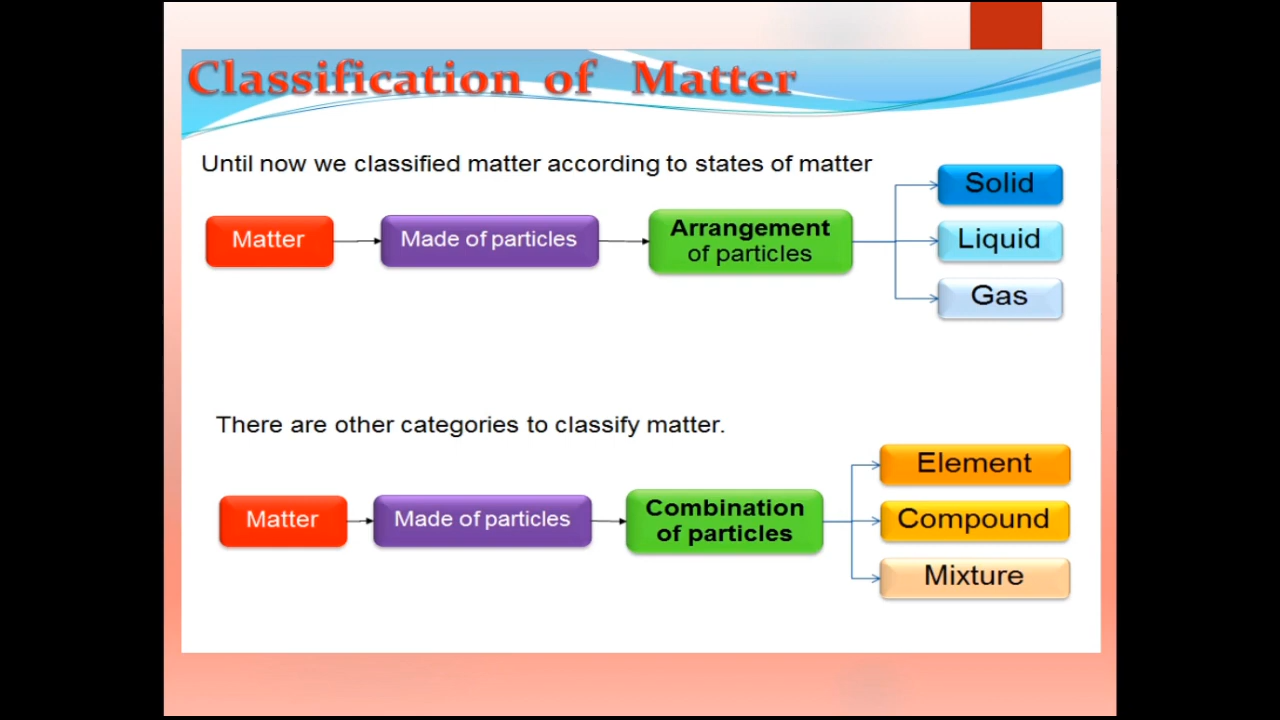 Classification of Matter
Until now we classified matter according to states of matter
Matter
Made of particles
Arrangement
of particles
Solid
Liquid
Gas
There are other categories to classify matter.
Matter
Made of particles
Combination
of particles
Element
Compound
Mixture